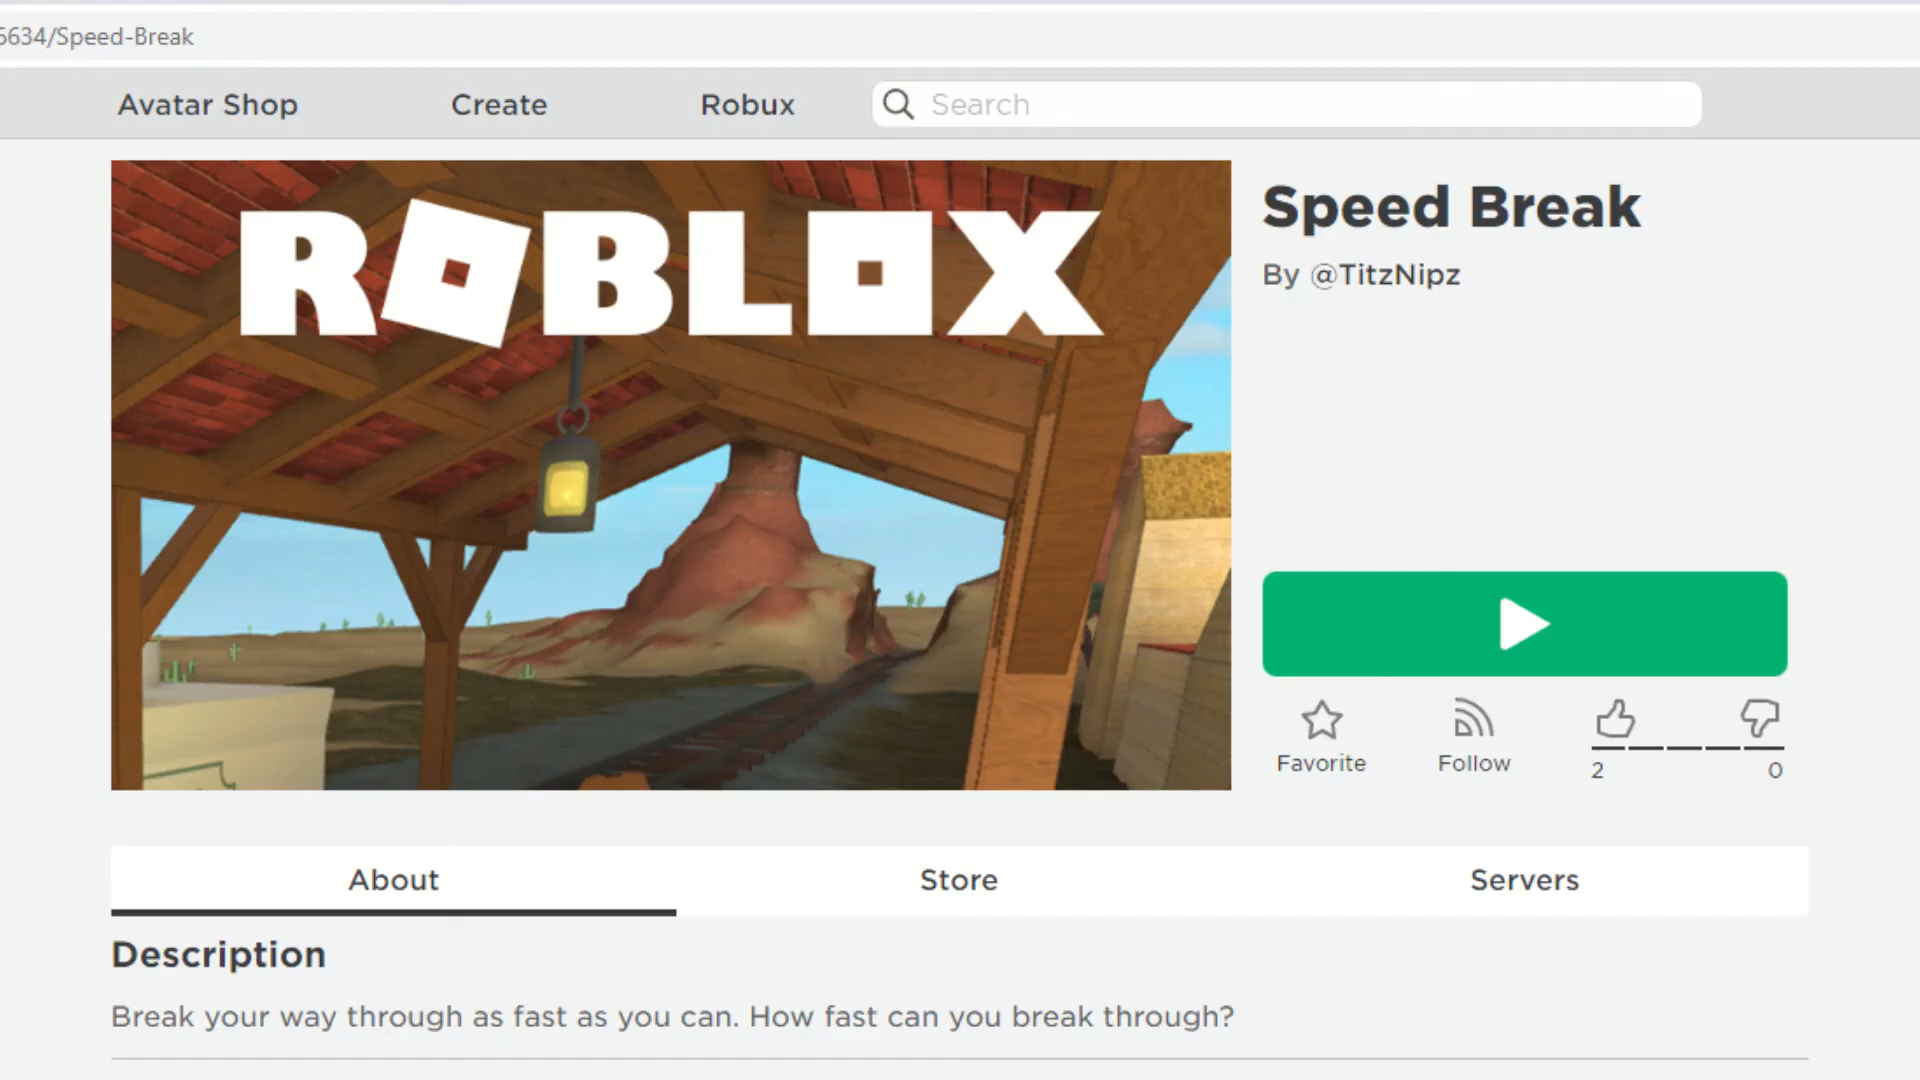 6634/Speed-Break
Avatar Shop
Create
Robux
Search
ROBLOX
Speed Break
By @TitzNipz
Favorite
Follow
2
0
About
Store
Servers
Description
Break your way through as fast as you can. How fast can you break through?